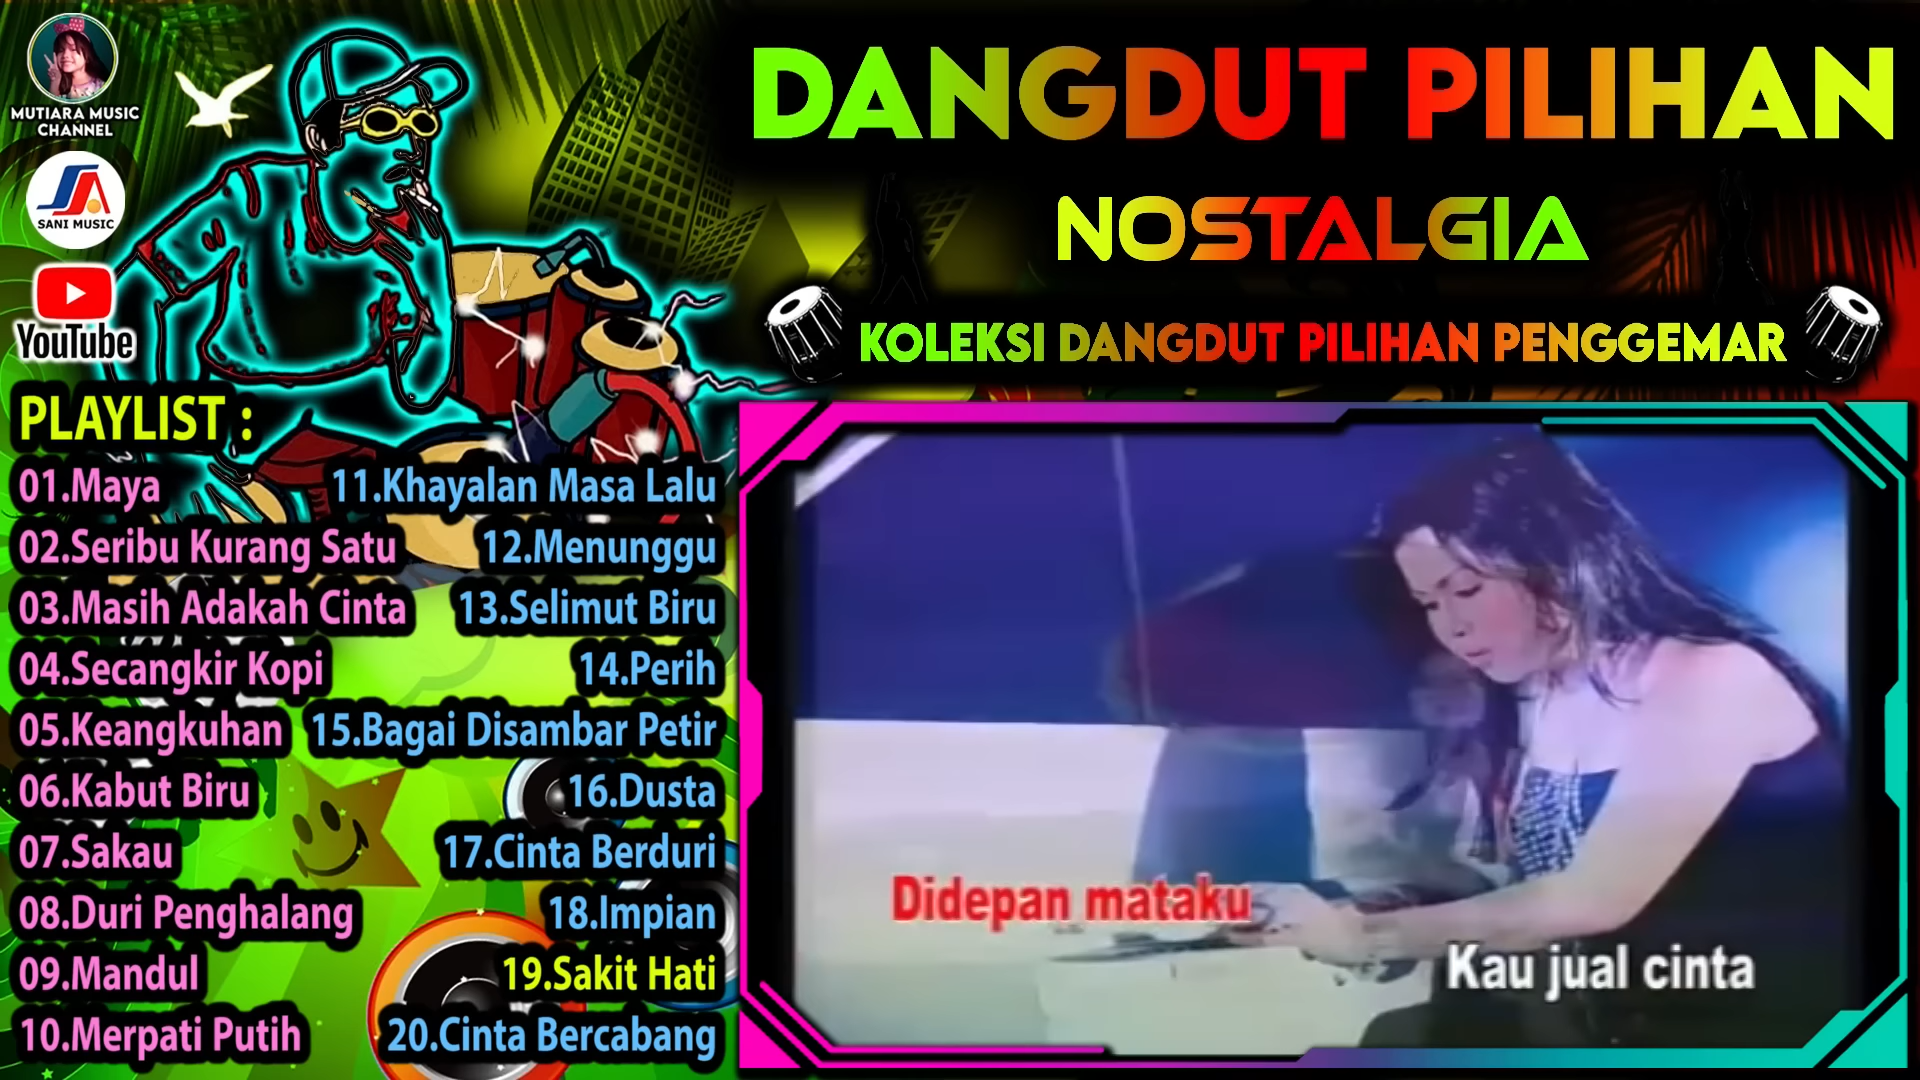 MUTIARA MUSIC
CHANNEL
SANI MUSIC
YouTube
DANGDUT PILIHAN
NOSTALGIA
KOLEKSI DANGDUT PILIHAN PENGGEMAR
PLAYLIST :
01.Maya
02.Seribu Kurang Satu
03.Masih Adakah Cinta
04.Secangkir Kopi
05.Keangkuhan
06.Kabut Biru
07.Sakau
08.Duri Penghalang
09.Mandul
10.Merpati Putih
11.Khayalan Masa Lalu
12.Menunggu
13.Selimut Biru
14.Perih
15.Bagai Disambar Petir
16.Dusta
17.Cinta Berduri
18.Impian
19.Sakit Hati
20.Cinta Bercabang
Didepan mataku
Kau jual cinta